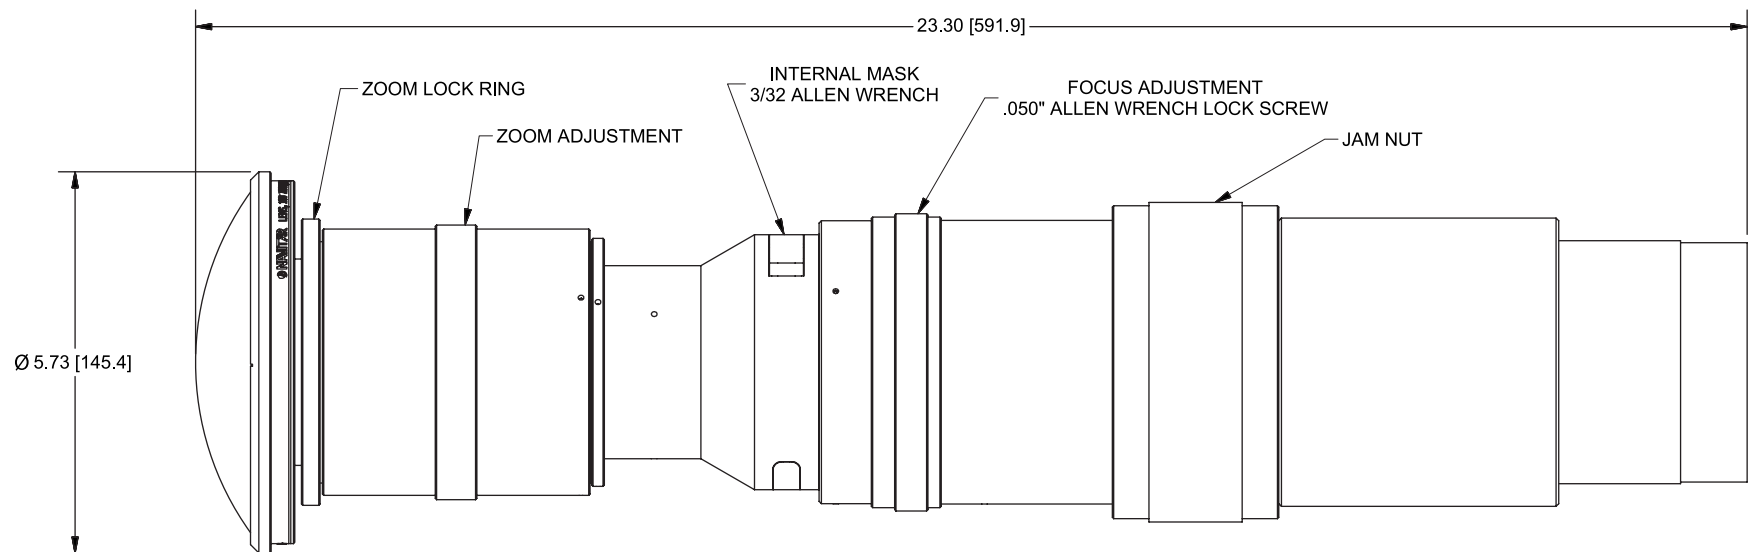 23.30 [591.9]
ZOOM LOCK RING
INTERNAL MASK
3/32 ALLEN WRENCH
FOCUS ADJUSTMENT
.050" ALLEN WRENCH LOCK SCREW
ZOOM ADJUSTMENT
JAM NUT
NAVITAR
Ø 5.73 [145.4]